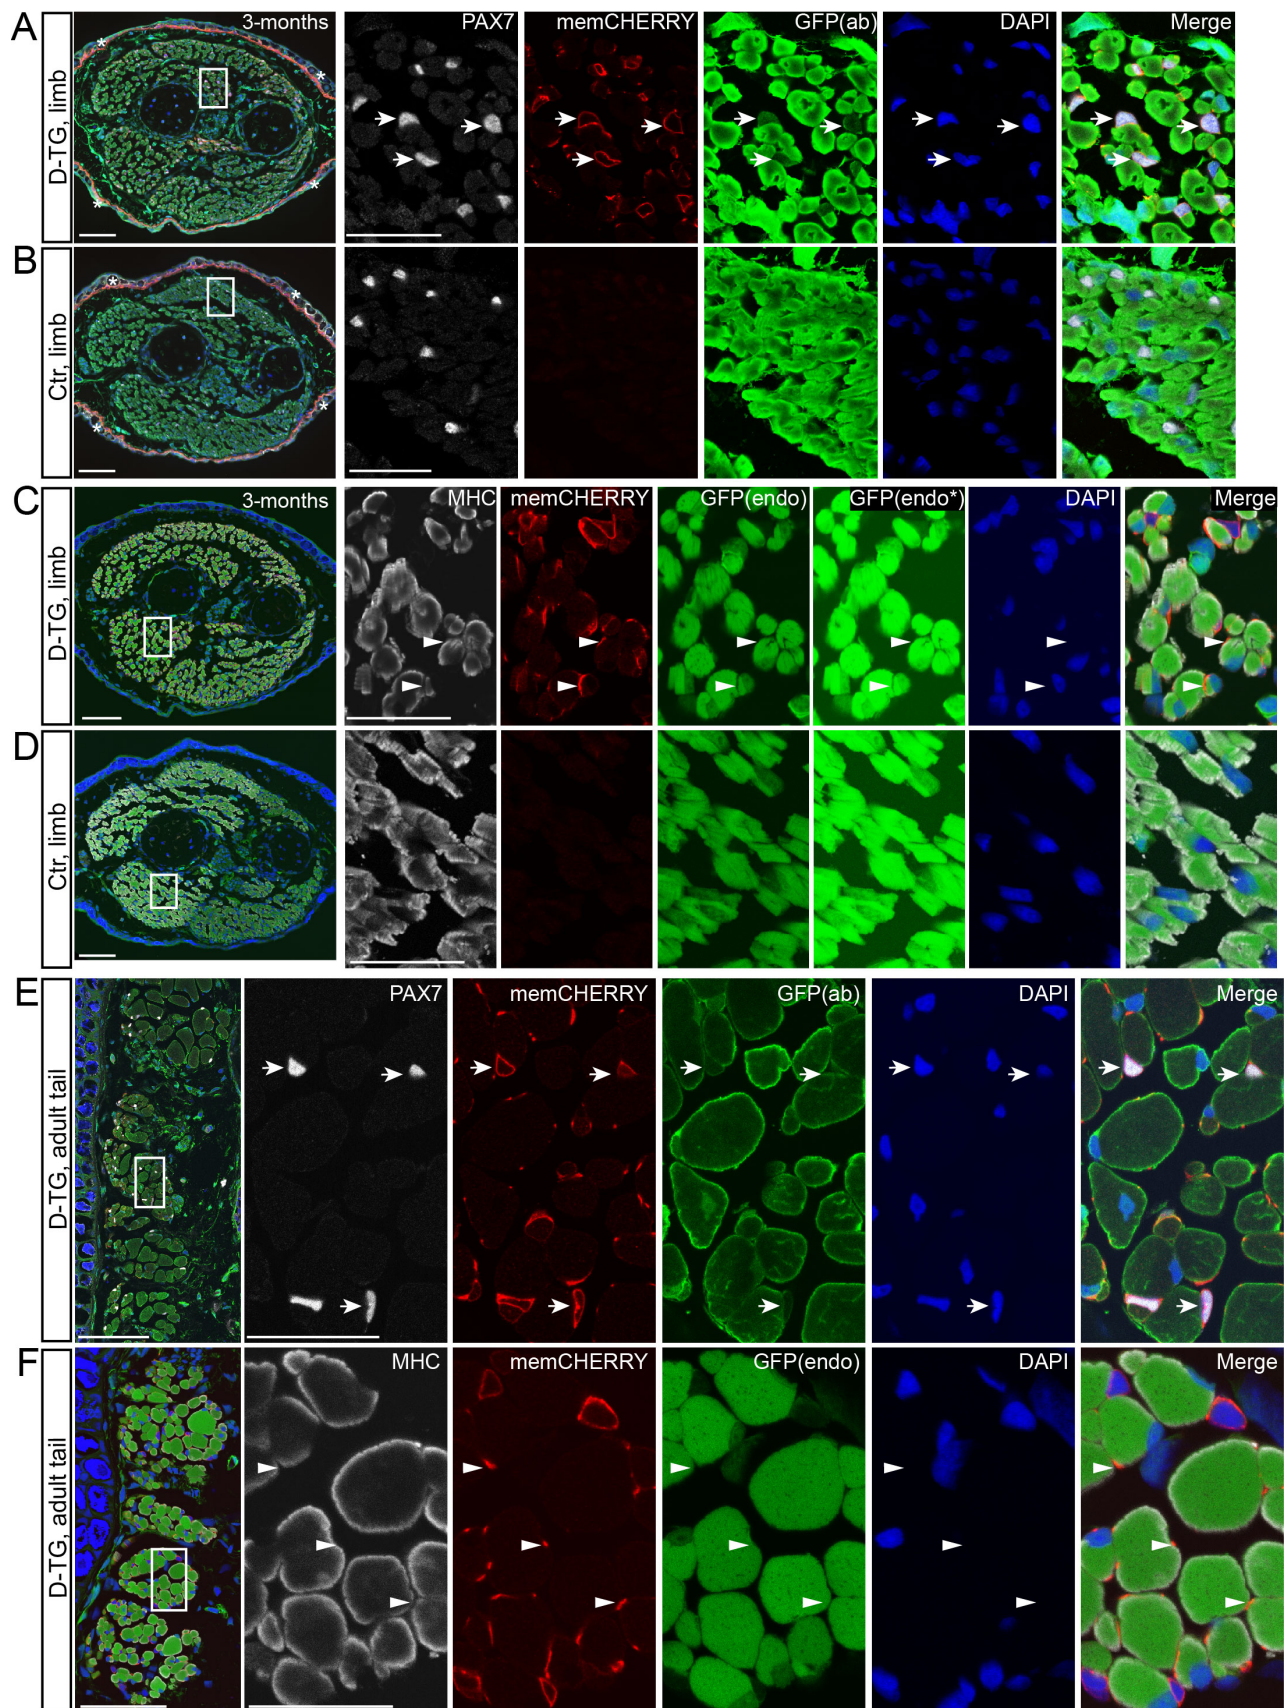 A
D-TG, limb
3-months
PAX7
memCHERRY
GFP(ab)
DAPI
Merge
*
*
*
*
B
Ctr, limb
*
*
*
*
C
D-TG, limb
3-months
MHC
memCHERRY
GFP(endo)
GFP(endo*)
DAPI
Merge
D
Ctr, limb
E
D-TG, adult tail
PAX7
memCHERRY
GFP(ab)
DAPI
Merge
F
D-TG, adult tail
MHC
memCHERRY
GFP(endo)
DAPI
Merge